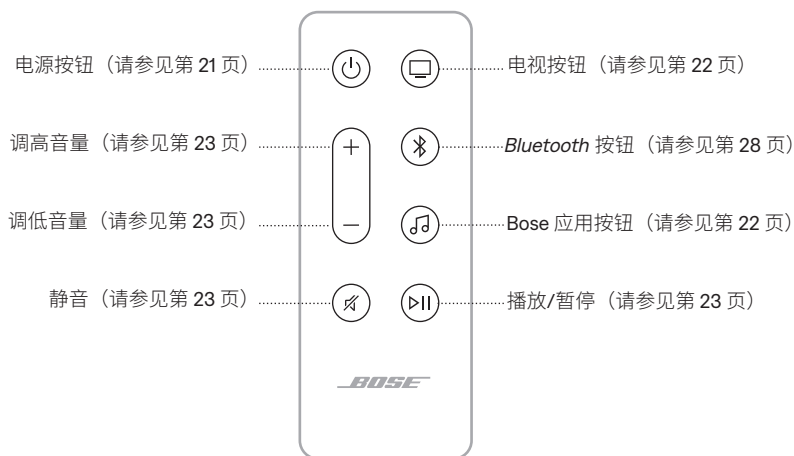 电源按钮（请参见第 21 页）
电视按钮（请参见第 22 页）
调高音量（请参见第 23 页）
Bluetooth 按钮（请参见第 28 页）
调低音量（请参见第 23 页）
Bose 应用按钮（请参见第 22 页）
静音（请参见第 23 页）
播放/暂停（请参见第 23 页）
BOSE